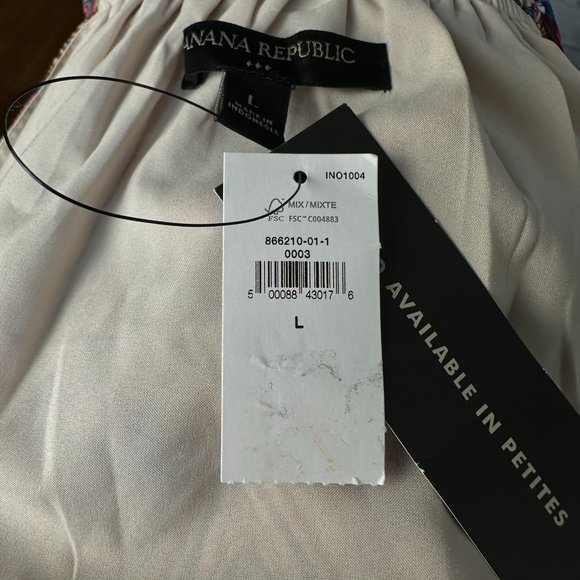 ANANA REPUBLIC
L
MADE IN
INDONESIA
INO1004
MIX / MIXTE
FSC FSC™ C004883
866210-01-1
0003
5 00088 43017 6
L
O AVAILABLE IN PETITES